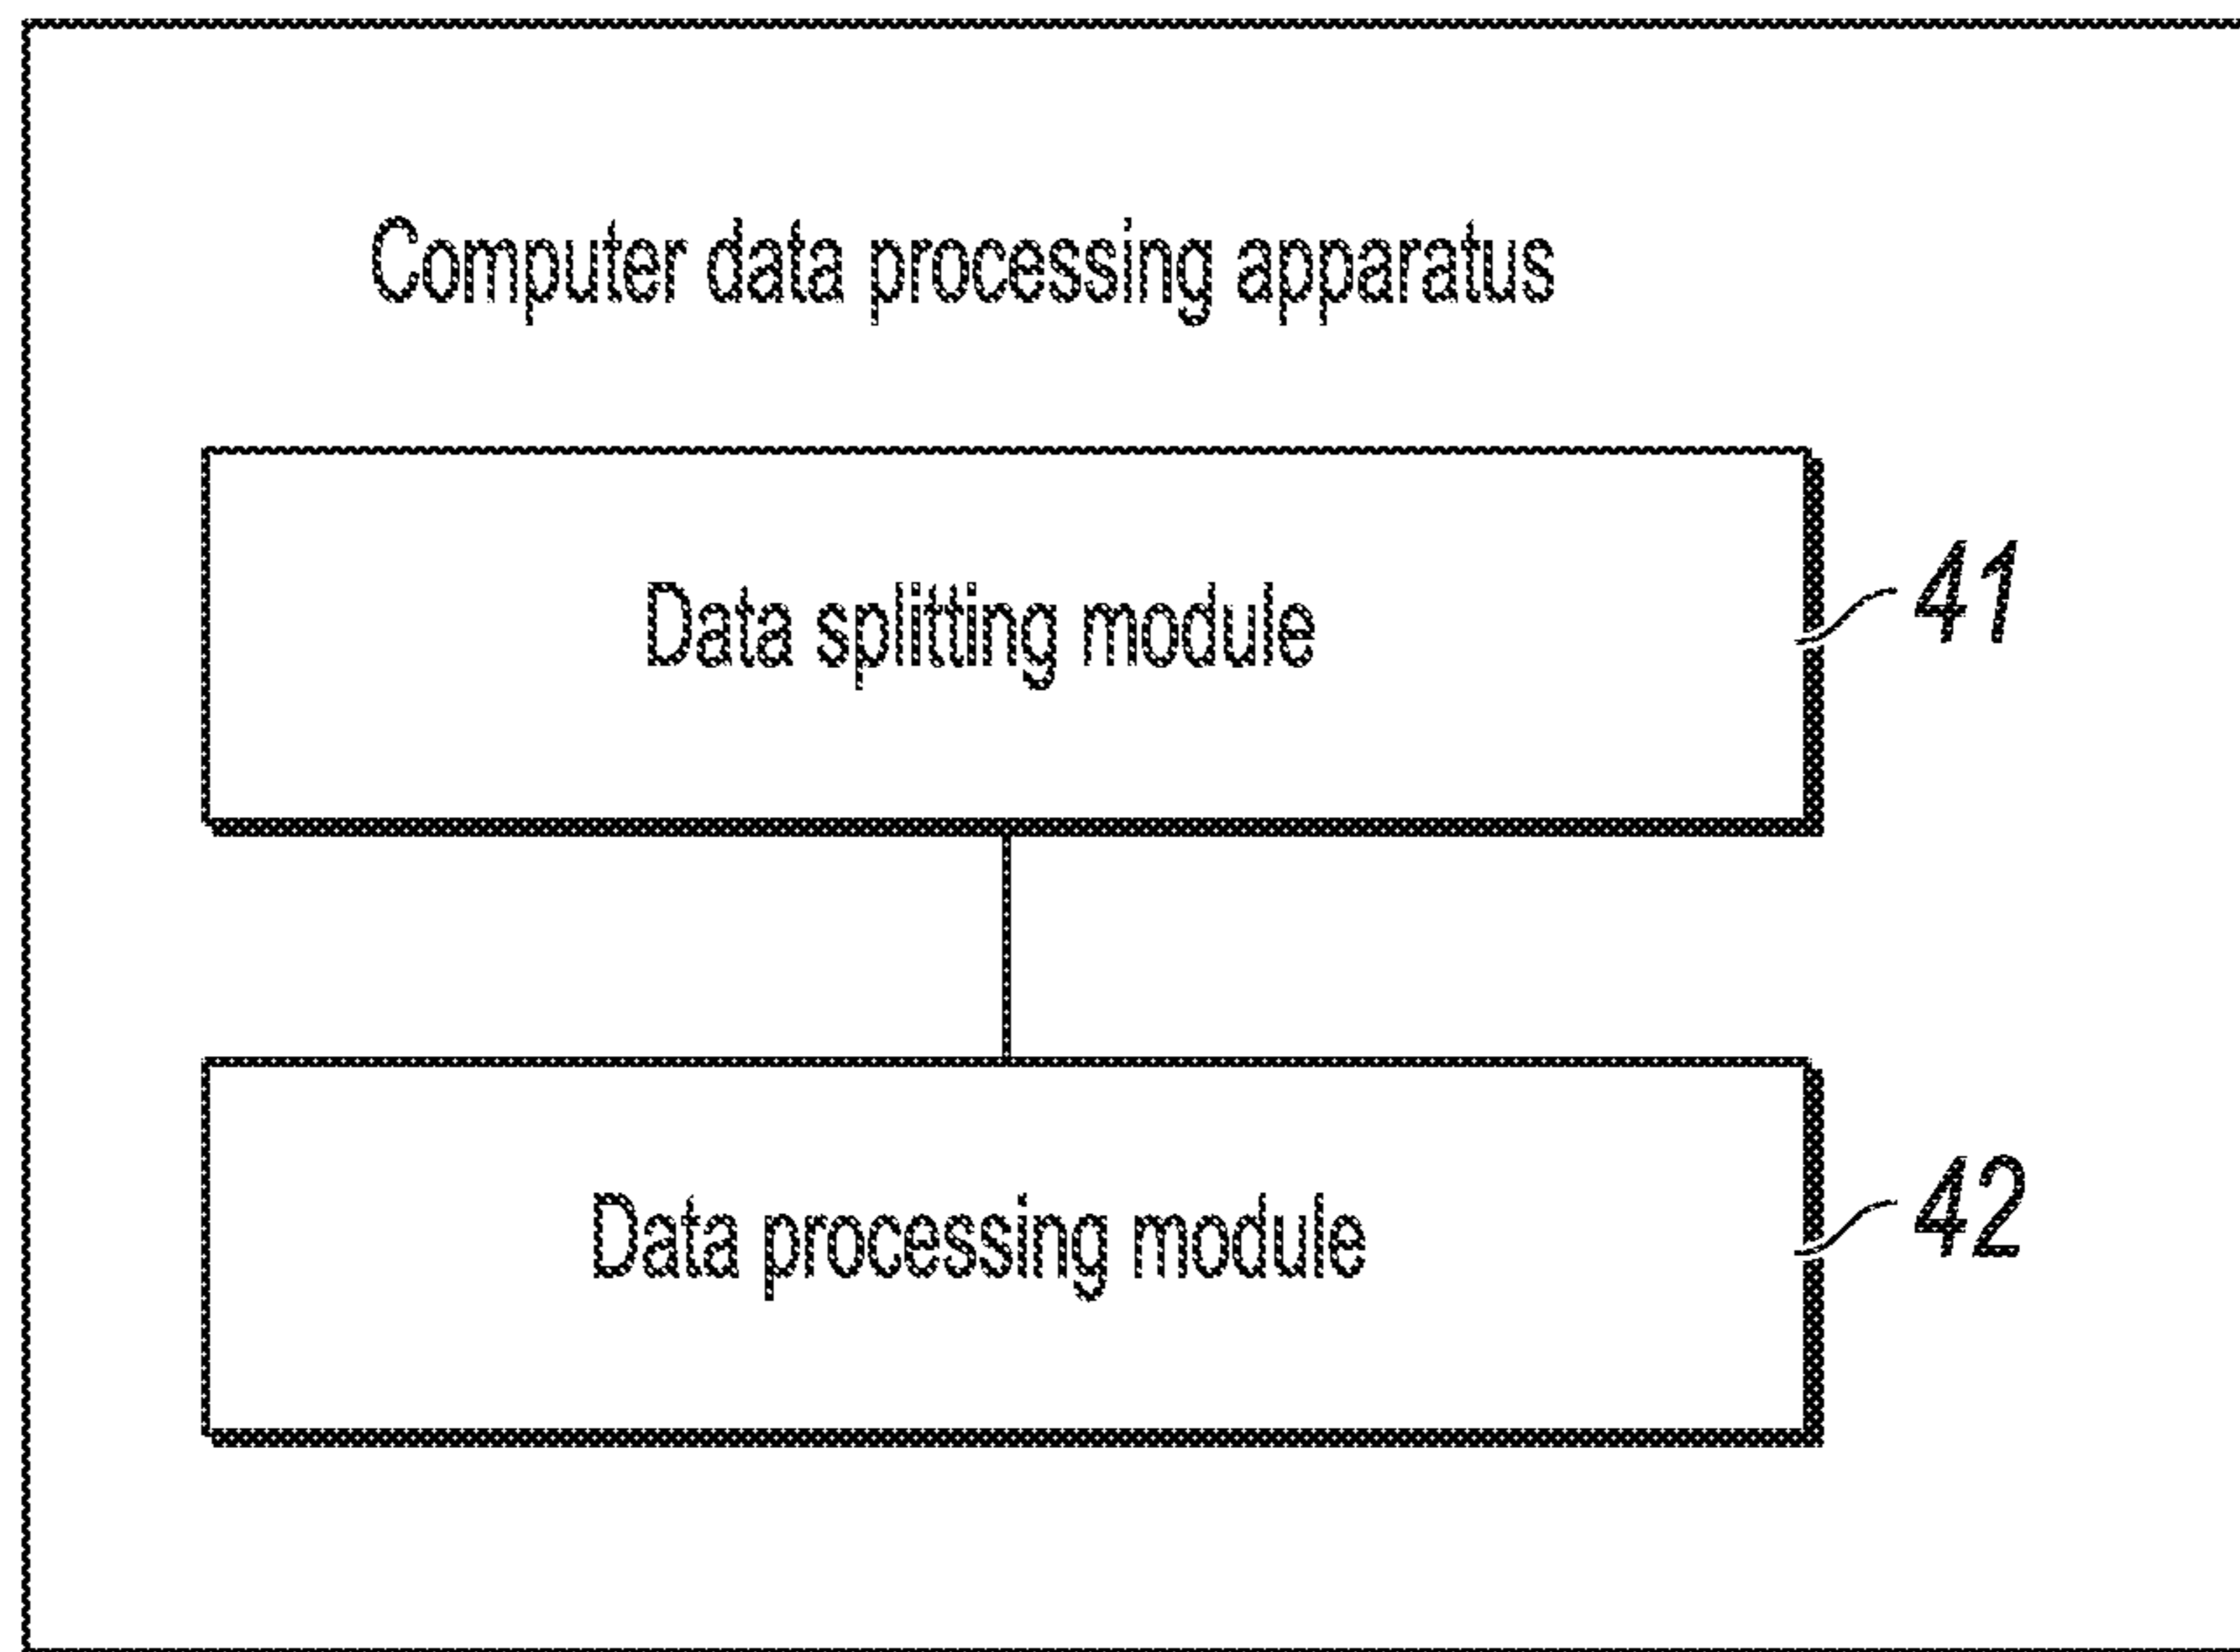 Computer data processing apparatus
Data splitting module
41
Data processing module
42